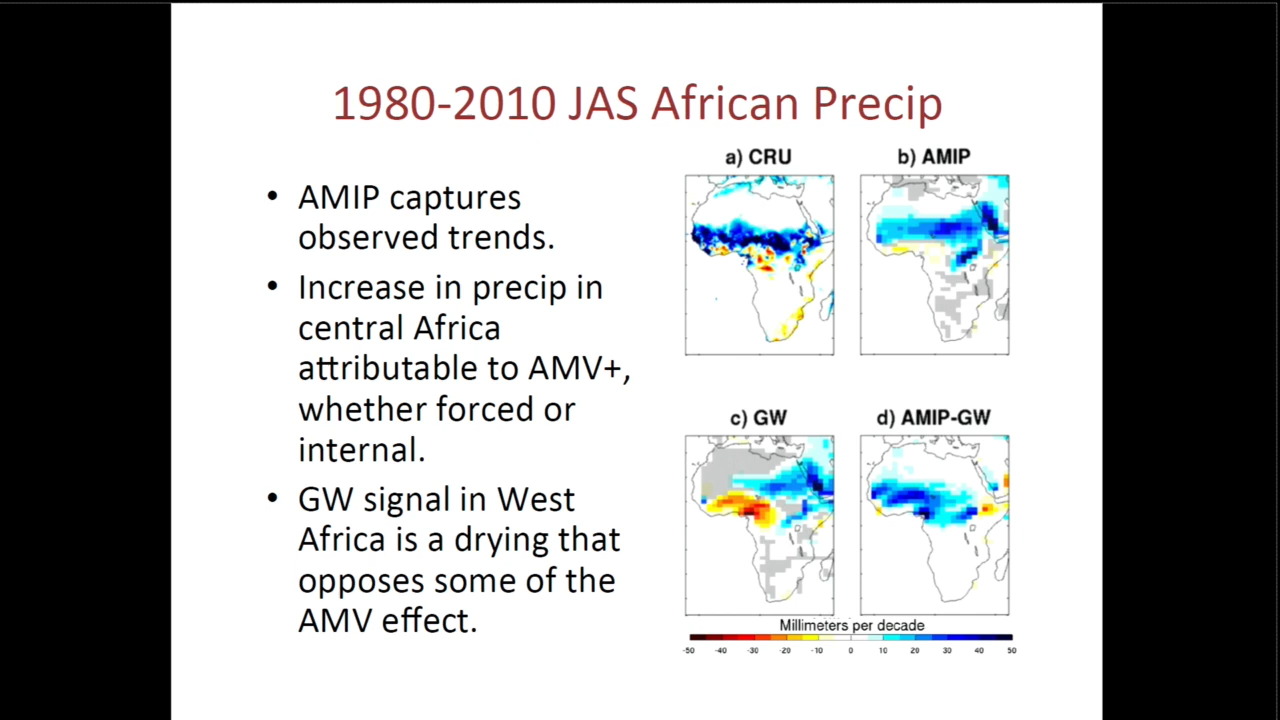 1980-2010 JAS African Precip
• AMIP captures
observed trends.
• Increase in precip in
central Africa
attributable to AMV+,
whether forced or
internal.
• GW signal in West
Africa is a drying that
opposes some of the
AMV effect.
a) CRU
b) AMIP
c) GW
d) AMIP-GW
Millimeters per decade
-50 -40 -30 -20 -10 0 10 20 30 40 50